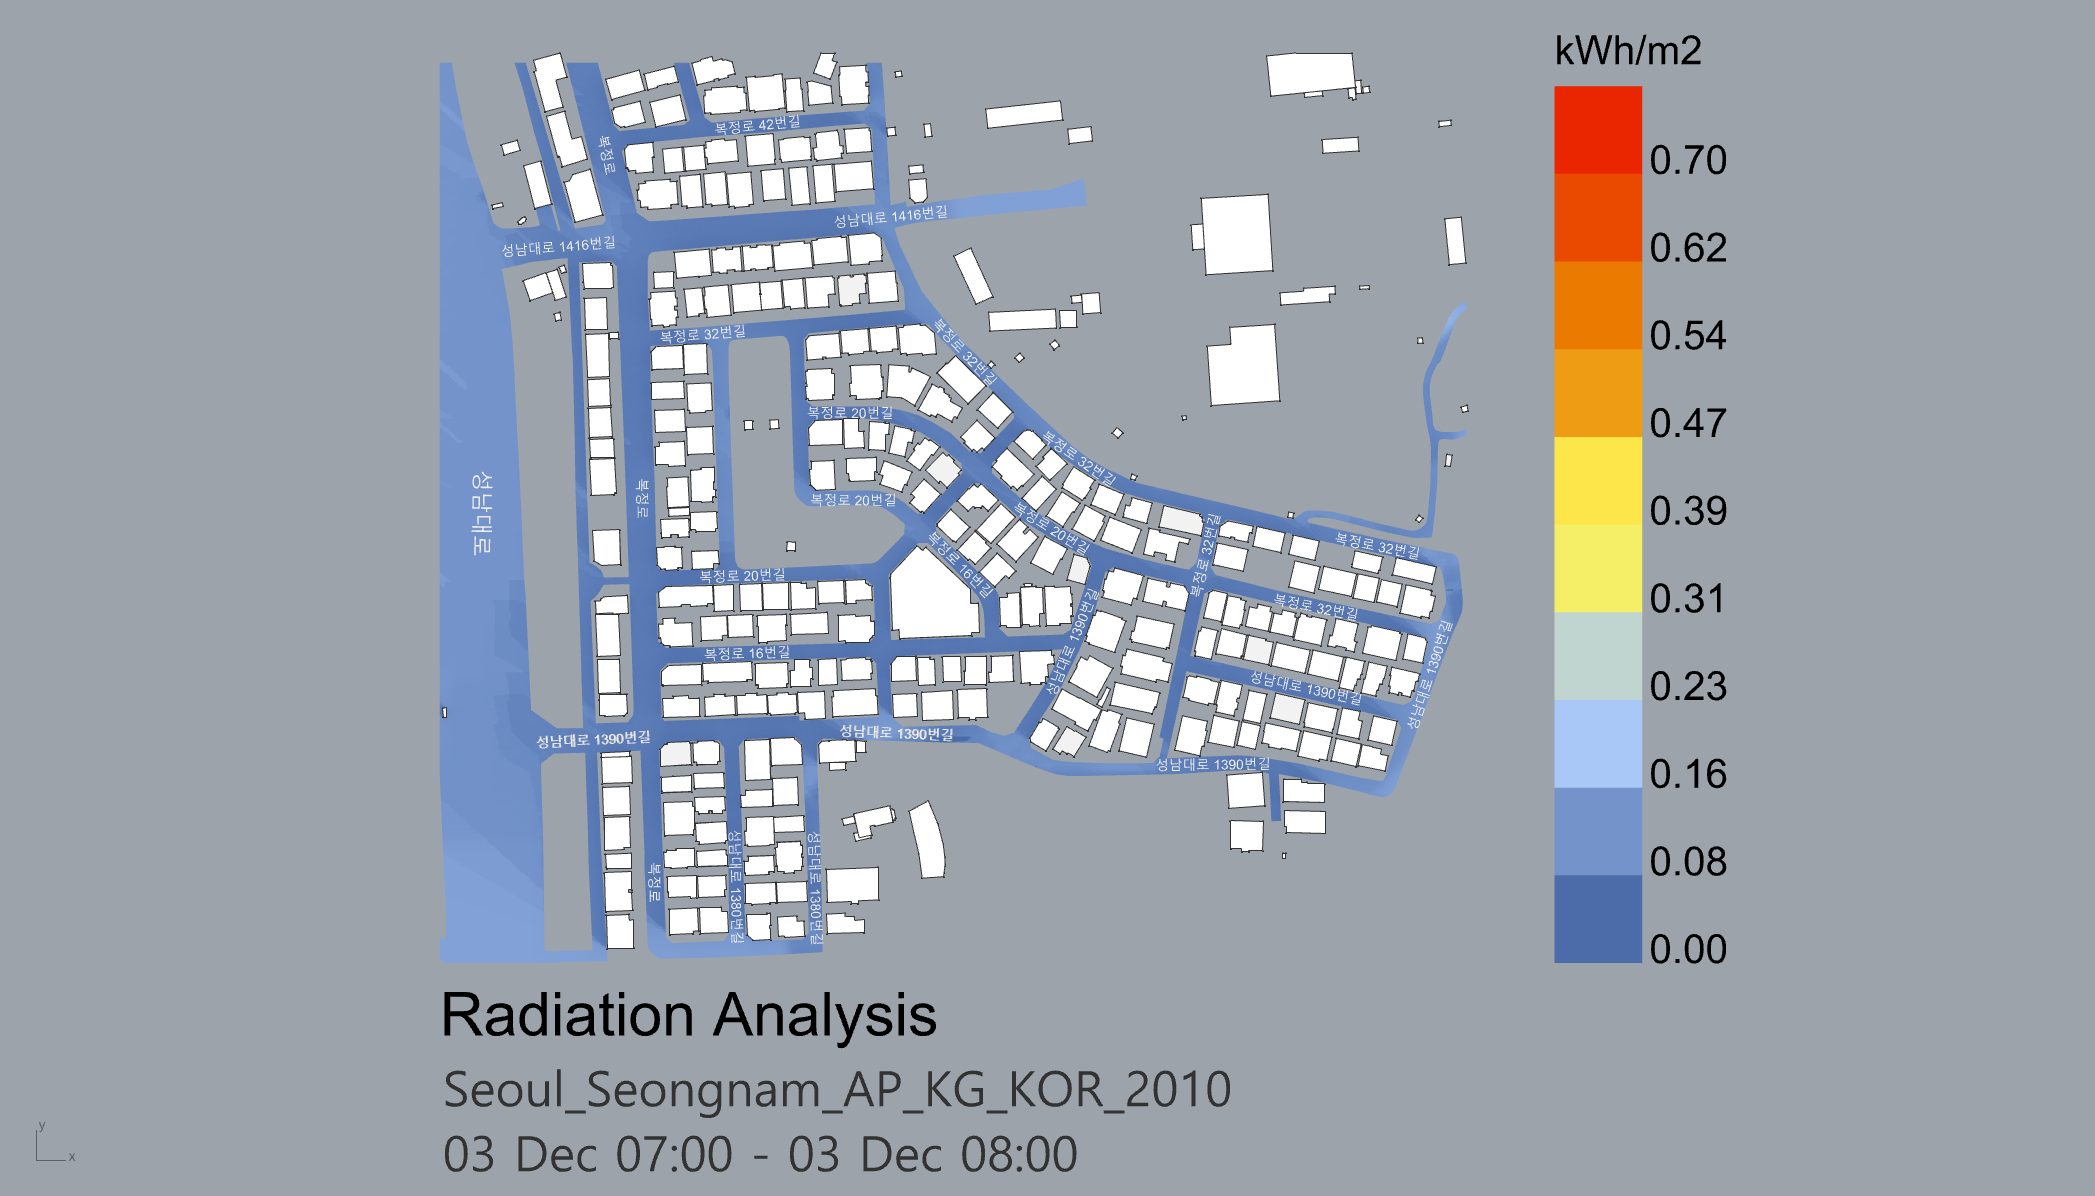 kWh/m2
0.70
0.62
0.54
0.47
0.39
0.31
0.23
0.16
0.08
0.00
복정로 42번길
복정로
성남대로 1416번길
성남대로 1416번길
복정로 32번길
복정로 32번길
복정로 20번길
복정로 32번길
성남대로
복정로
복정로 20번길
복정로 20번길
복정로 32번길
복정로 16번길
복정로 32번길
복정로 20번길
복정로 32번길
성남대로 1390번길
복정로 16번길
성남대로 1390번길
성남대로 1390번길
성남대로 1390번길
성남대로 1390번길
성남대로 1390번길
복정로
성남대로 1380번길
성남대로 1380번길
Radiation Analysis
Seoul_Seongnam_AP_KG_KOR_2010
03 Dec 07:00 - 03 Dec 08:00
y
x